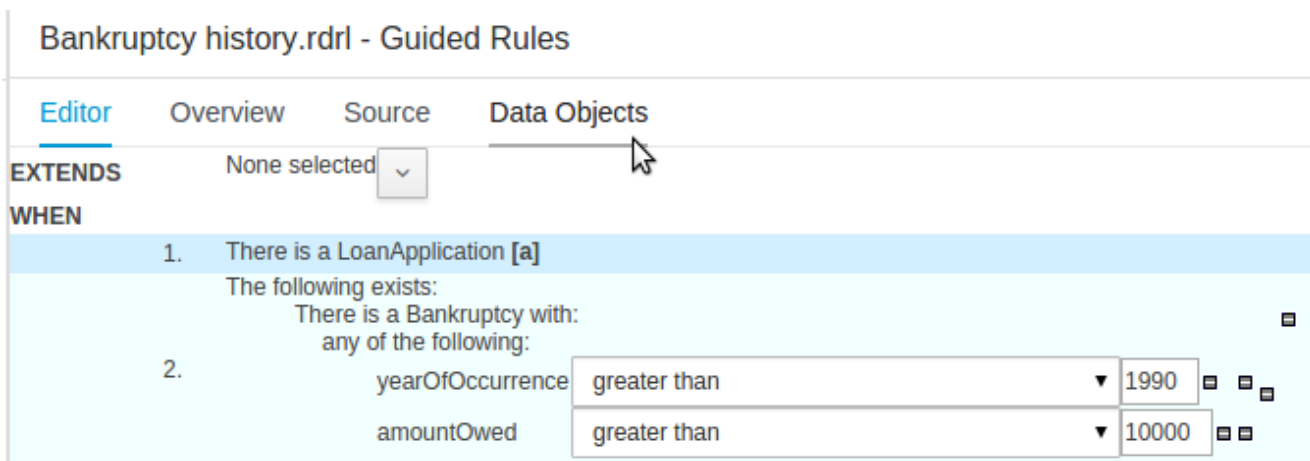 Bankruptcy history.rdrl - Guided Rules
Editor Overview Source Data Objects
EXTENDS None selected
WHEN
1. There is a LoanApplication [a]
The following exists:
There is a Bankruptcy with:
any of the following:
2.
yearOfOccurrence greater than 1990
amountOwed greater than 10000